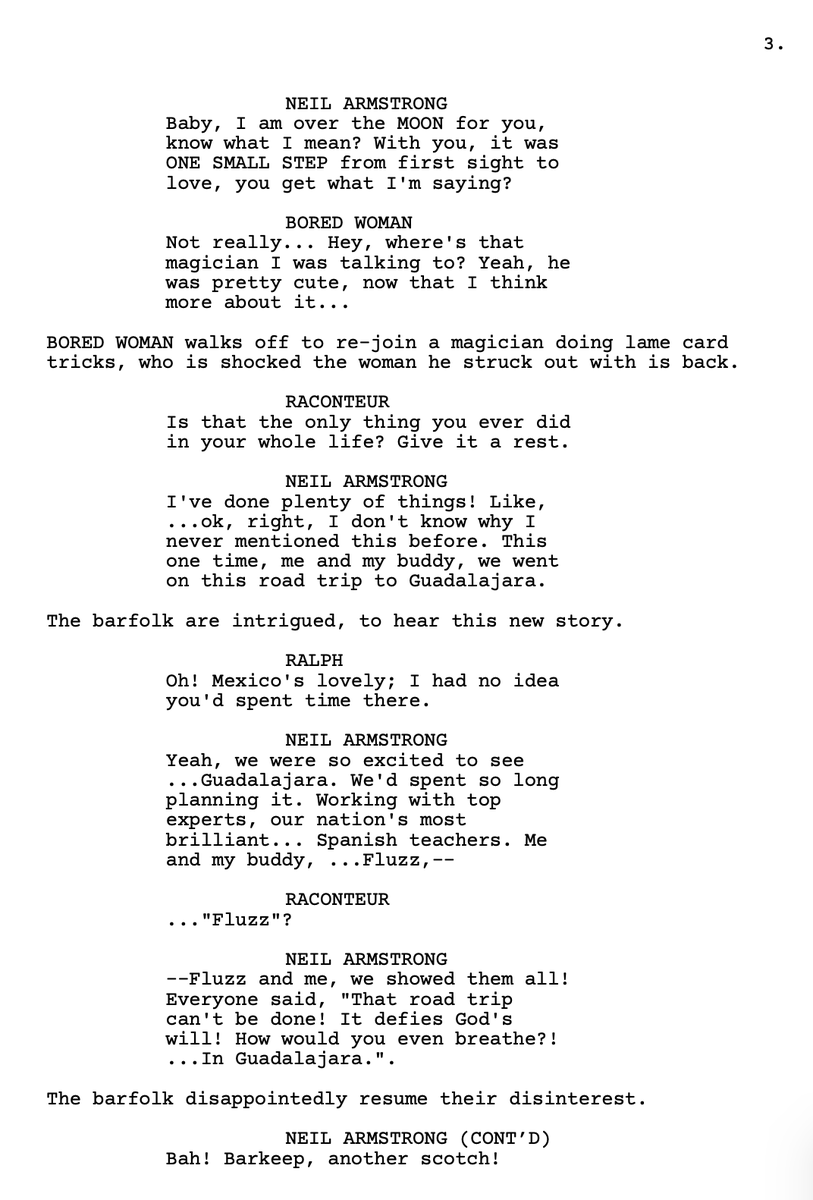 3.
NEIL ARMSTRONG
Baby, I am over the MOON for you,
know what I mean? With you, it was
ONE SMALL STEP from first sight to
love, you get what I'm saying?
BORED WOMAN
Not really... Hey, where's that
magician I was talking to? Yeah, he
was pretty cute, now that I think
more about it...
BORED WOMAN walks off to re-join a magician doing lame card
tricks, who is shocked the woman he struck out with is back.
RACONTEUR
Is that the only thing you ever did
in your whole life? Give it a rest.
NEIL ARMSTRONG
I've done plenty of things! Like,
...ok, right, I don't know why I
never mentioned this before. This
one time, me and my buddy, we went
on this road trip to Guadalajara.
The barfolk are intrigued, to hear this new story.
RALPH
Oh! Mexico's lovely; I had no idea
you'd spent time there.
NEIL ARMSTRONG
Yeah, we were so excited to see
...Guadalajara. We'd spent so long
planning it. Working with top
experts, our nation's most
brilliant... Spanish teachers. Me
and my buddy, ...Fluzz,--
RACONTEUR
..."Fluzz"?
NEIL ARMSTRONG
--Fluzz and me, we showed them all!
Everyone said, "That road trip
can't be done! It defies God's
will! How would you even breathe?!
...In Guadalajara.".
The barfolk disappointedly resume their disinterest.
NEIL ARMSTRONG (CONT’D)
Bah! Barkeep, another scotch!